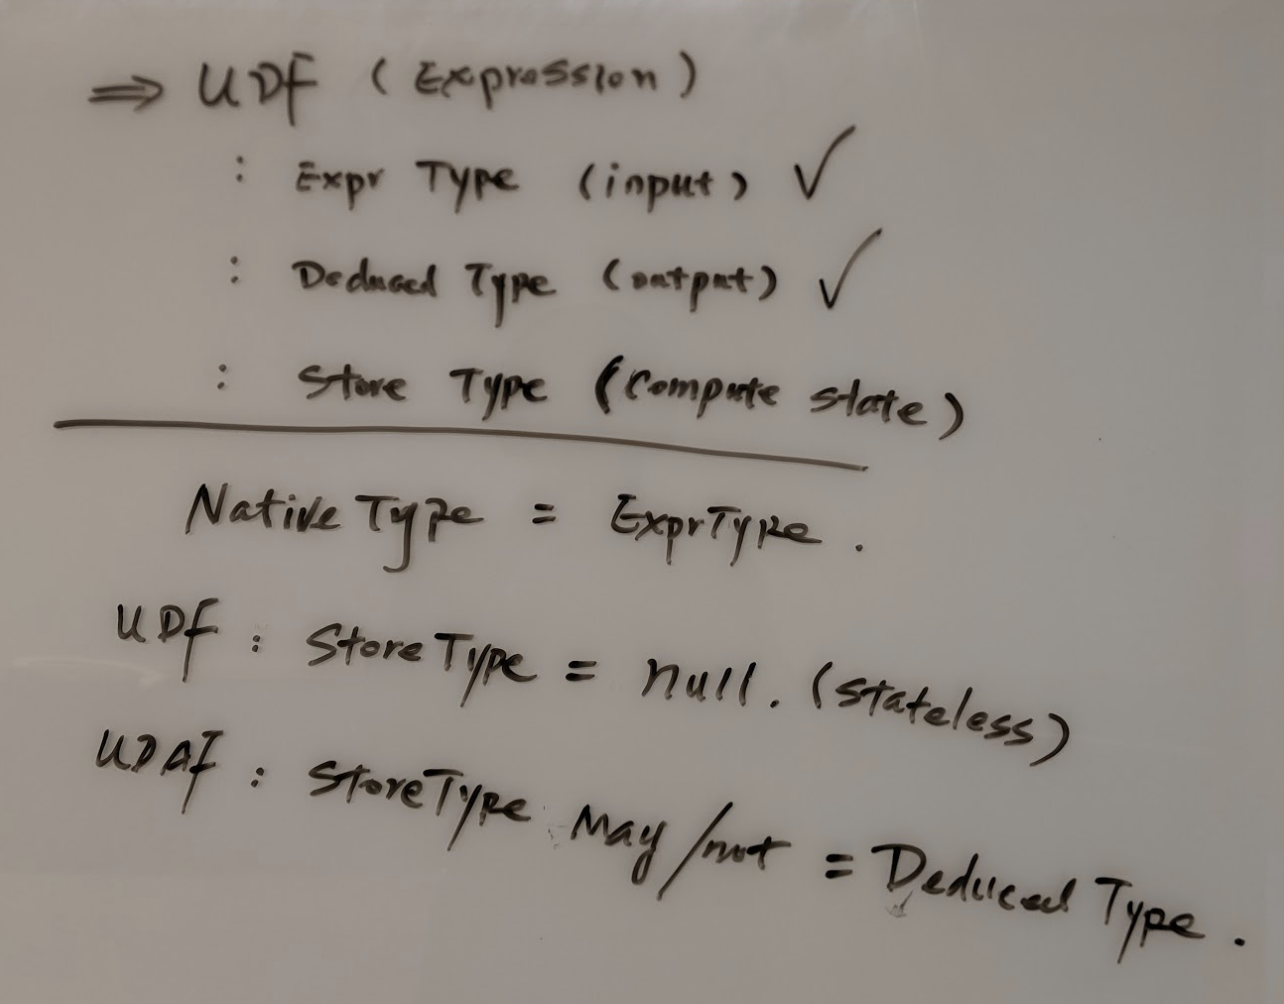 ⇒ UDF (Expression)
: Expr Type (input) ✓
: Deduced Type (output) ✓
: Store Type (Compute state)
Native Type = ExprType.
UDF : StoreType = null. (stateless)
UDAF : StoreType may/not = Deduced Type.